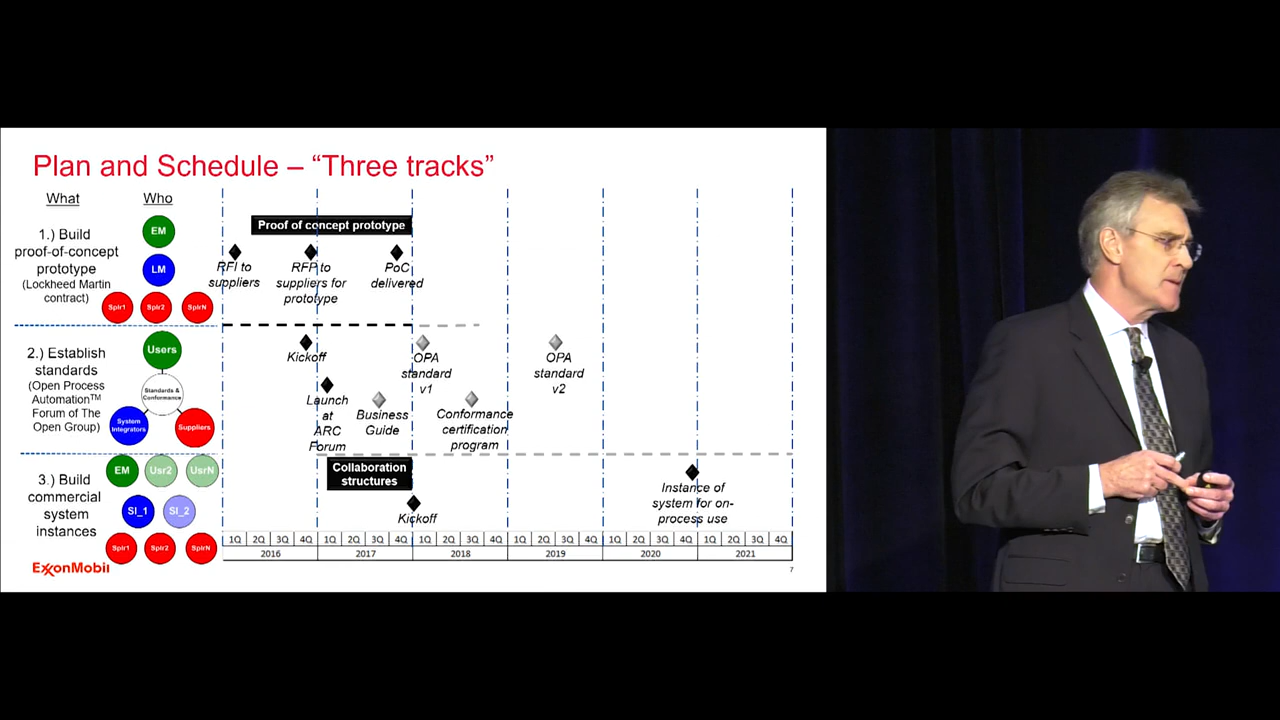 Plan and Schedule – “Three tracks”
What
Who
1.) Build
proof-of-concept
prototype
(Lockheed Martin
contract)
EM
LM
Splr1
Splr2
SplrN
Proof of concept prototype
RFI to
suppliers
RFP to
suppliers for
prototype
PoC
delivered
2.) Establish
standards
(Open Process
Automation™
Forum of The
Open Group)
Users
Standards &
Conformance
System
Integrators
Suppliers
Kickoff
Launch
at
ARC
Forum
Business
Guide
OPA
standard
v1
Conformance
certification
program
OPA
standard
v2
3.) Build
commercial
system
instances
EM
Usr2
UsrN
SI_1
SI_2
Splr1
Splr2
SplrN
Collaboration
structures
Kickoff
Instance of
system for on-
process use
1Q 2Q 3Q 4Q 1Q 2Q 3Q 4Q 1Q 2Q 3Q 4Q 1Q 2Q 3Q 4Q 1Q 2Q 3Q 4Q 1Q 2Q 3Q 4Q
2016 2017 2018 2019 2020 2021
ExxonMobil
7